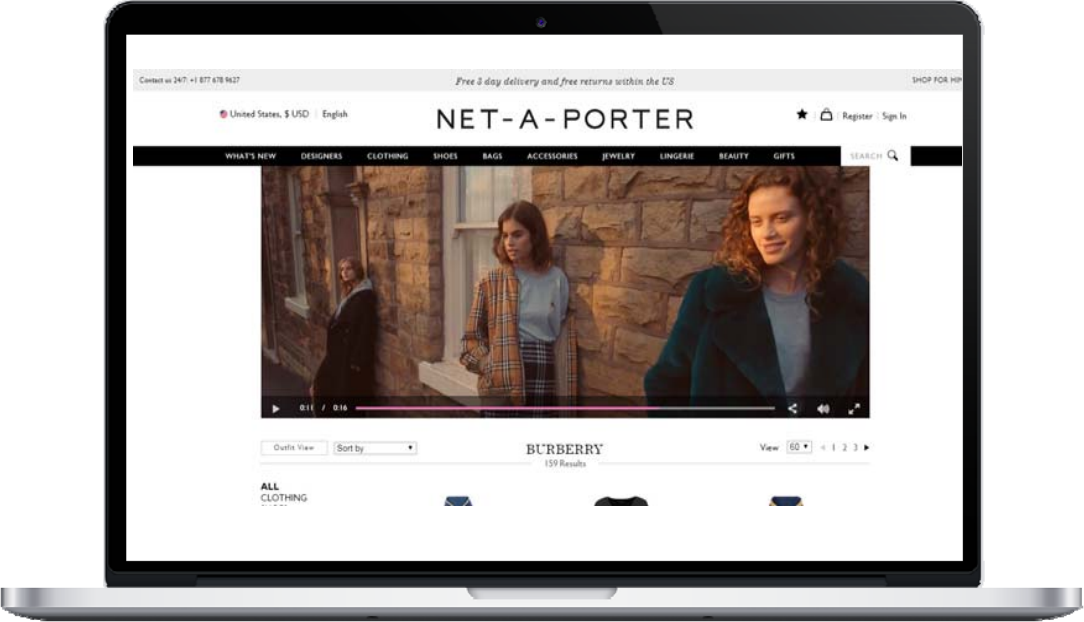 Contact us 24/7: +1 877 678 9627
Free 3 day delivery and free returns within the US
SHOP FOR
United States, $ USD | English
NET-A-PORTER
Register | Sign In
WHAT'S NEW DESIGNERS CLOTHING SHOES BAGS ACCESSORIES JEWELRY LINGERIE BEAUTY GIFTS SEARCH
0:11 / 0:16
Outfit View
Sort by
BURBERRY
View 60 < 1 2 3
159 Results
ALL
CLOTHING